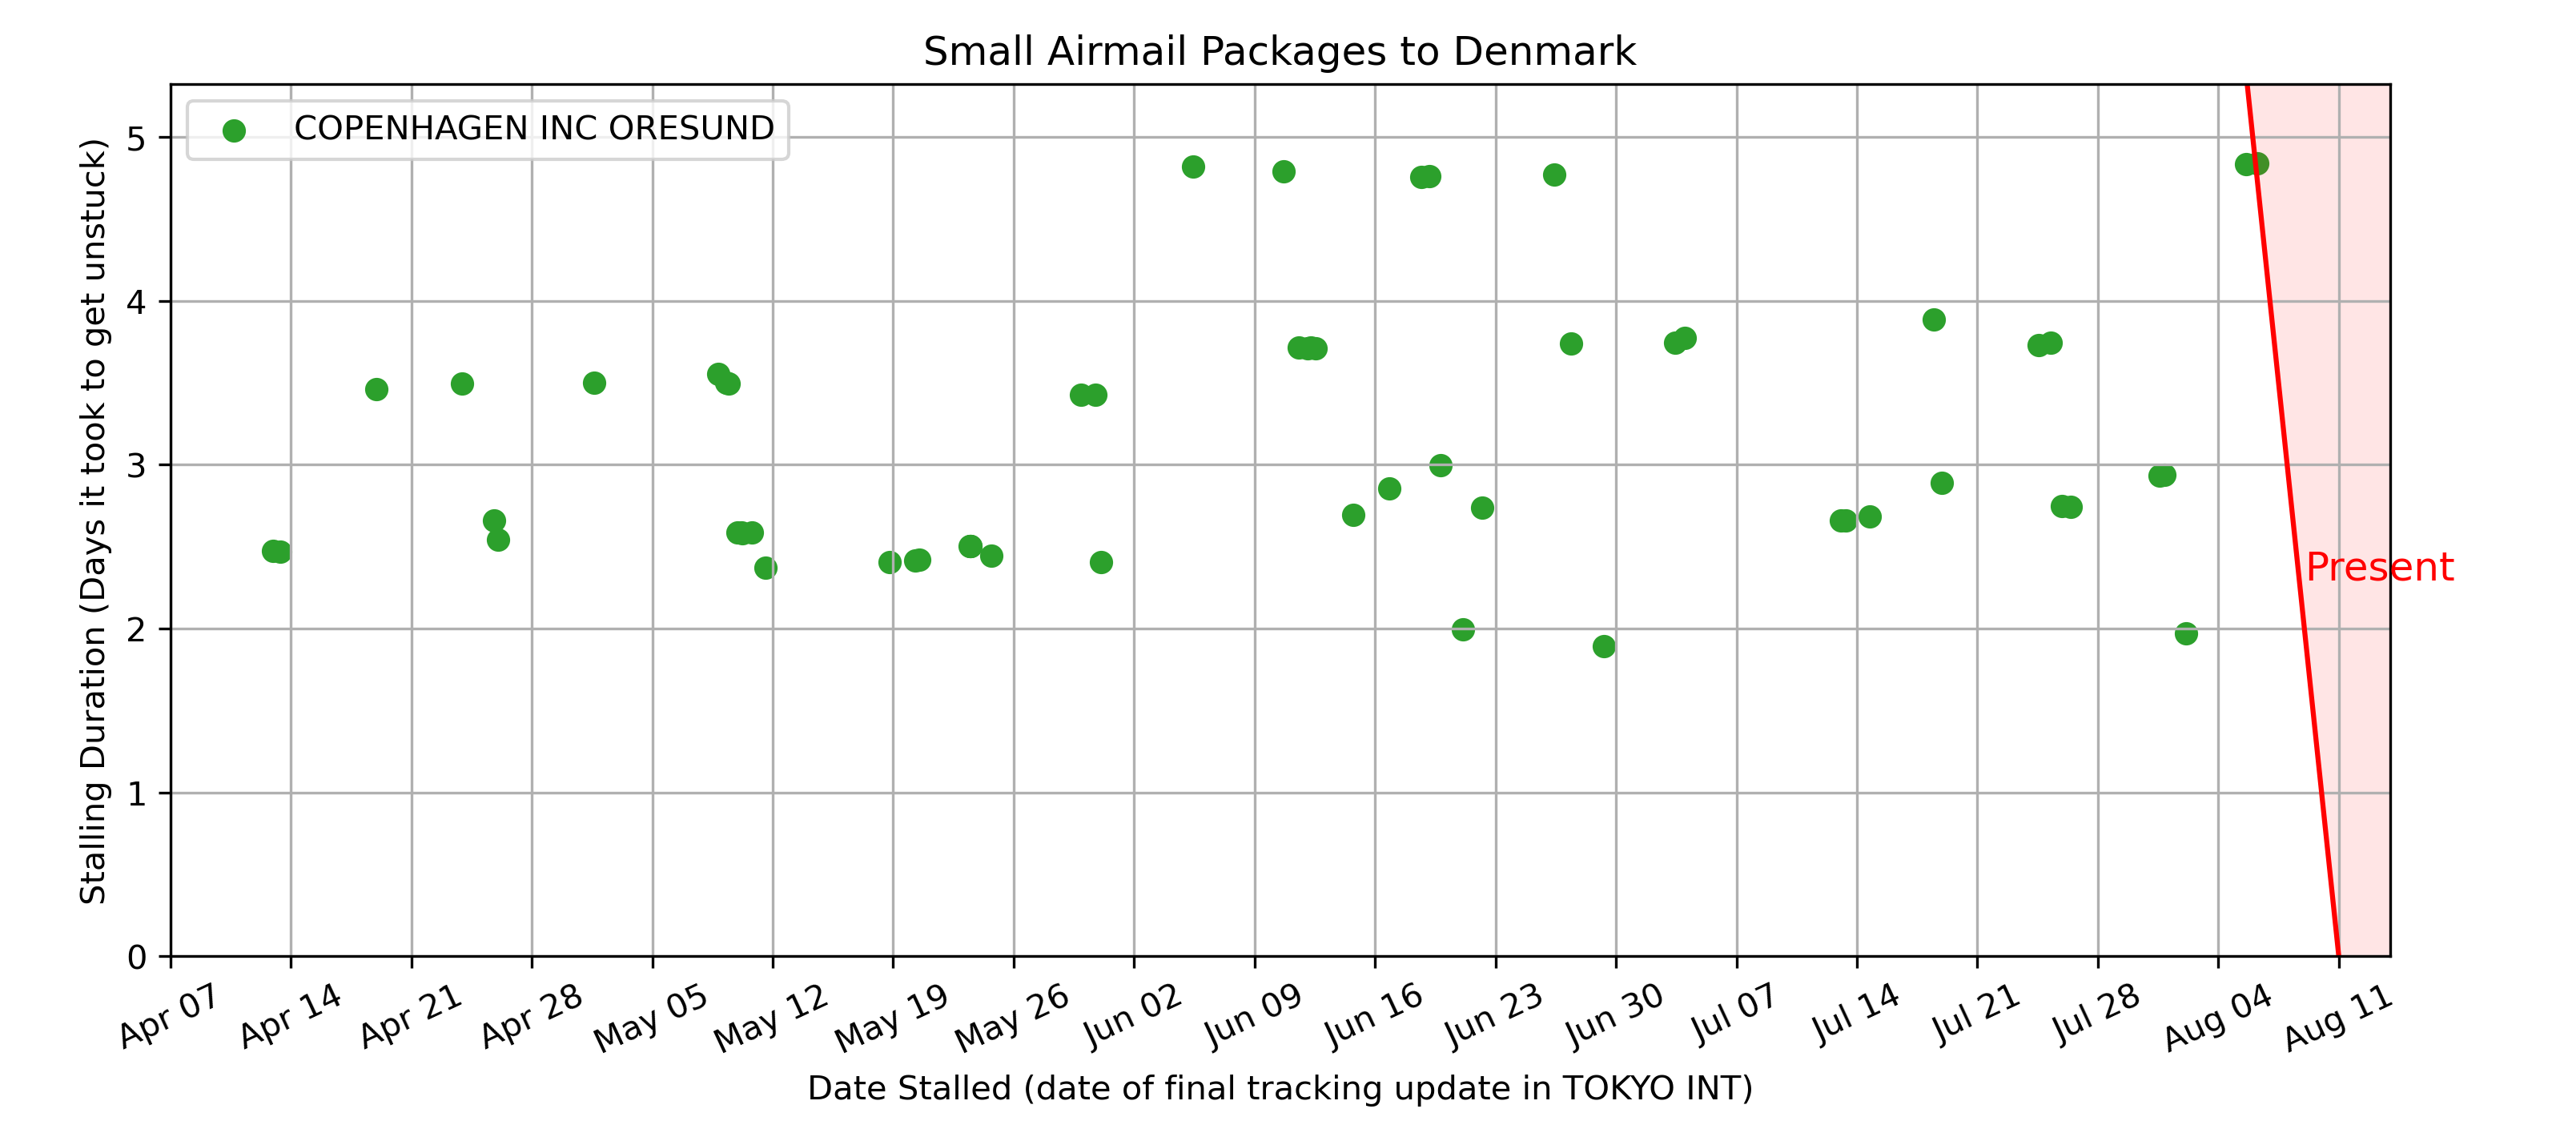 Small Airmail Packages to Denmark
COPENHAGEN INC ORESUND
Stalling Duration (Days it took to get unstuck)
5
4
3
2
1
0
Present
Apr 07
Apr 14
Apr 21
Apr 28
May 05
May 12
May 19
May 26
Jun 02
Jun 09
Jun 16
Jun 23
Jun 30
Jul 07
Jul 14
Jul 21
Jul 28
Aug 04
Aug 11
Date Stalled (date of final tracking update in TOKYO INT)